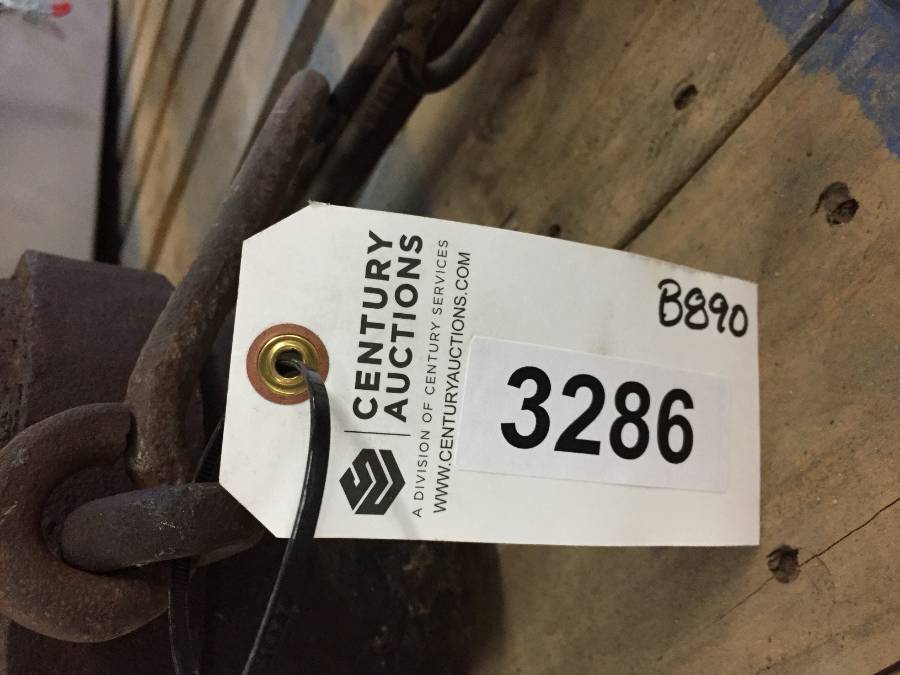 CENTURY
AUCTIONS
A DIVISION OF CENTURY SERVICES
WWW.CENTURYAUCTIONS.COM
3286
B890